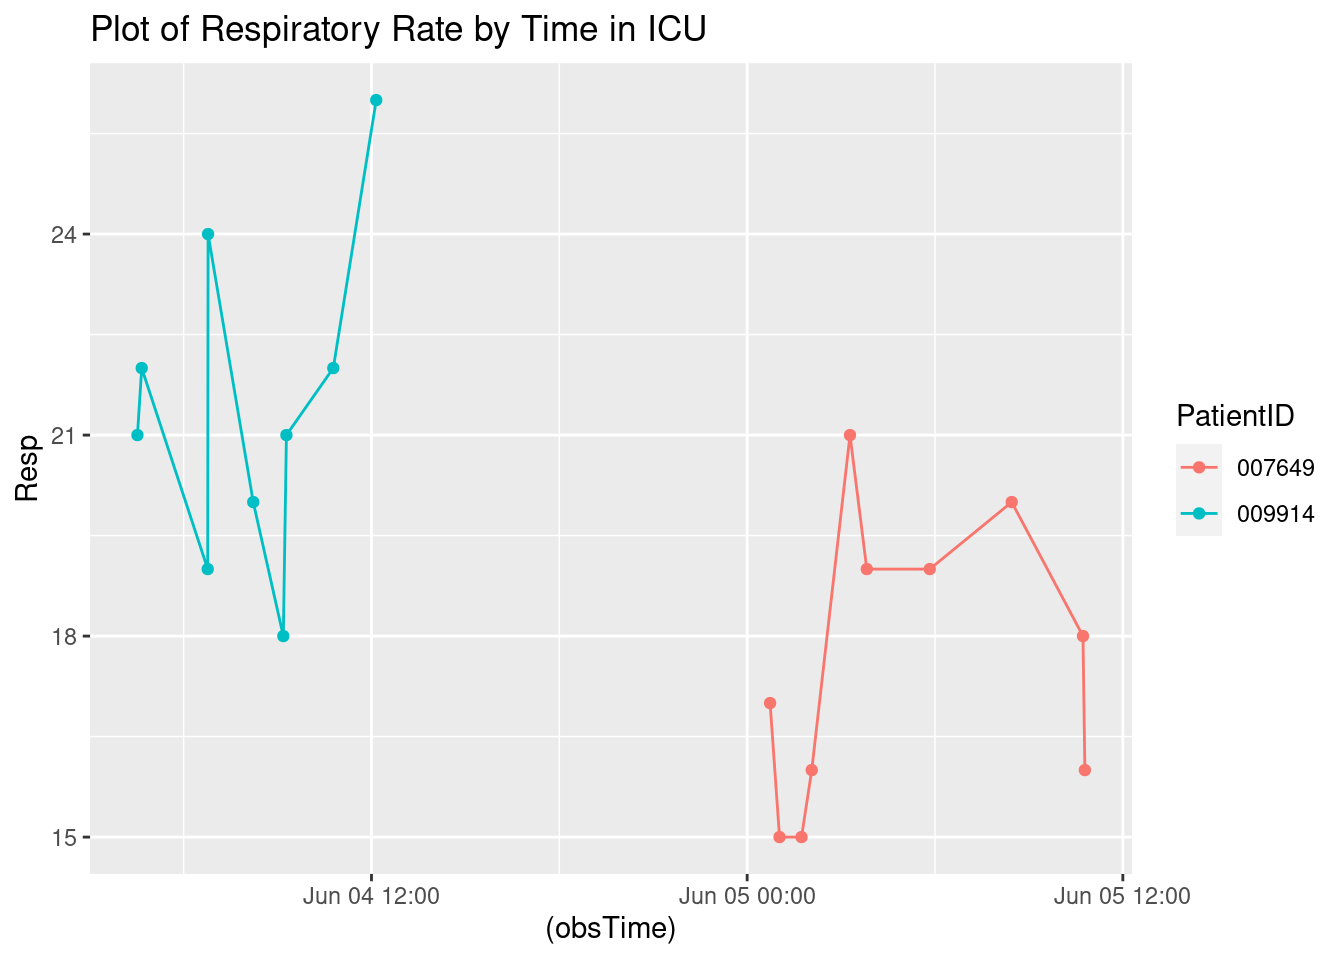 Plot of Respiratory Rate by Time in ICU
Resp
24
21
18
15
Jun 04 12:00
Jun 05 00:00
Jun 05 12:00
(obsTime)
PatientID
007649
009914